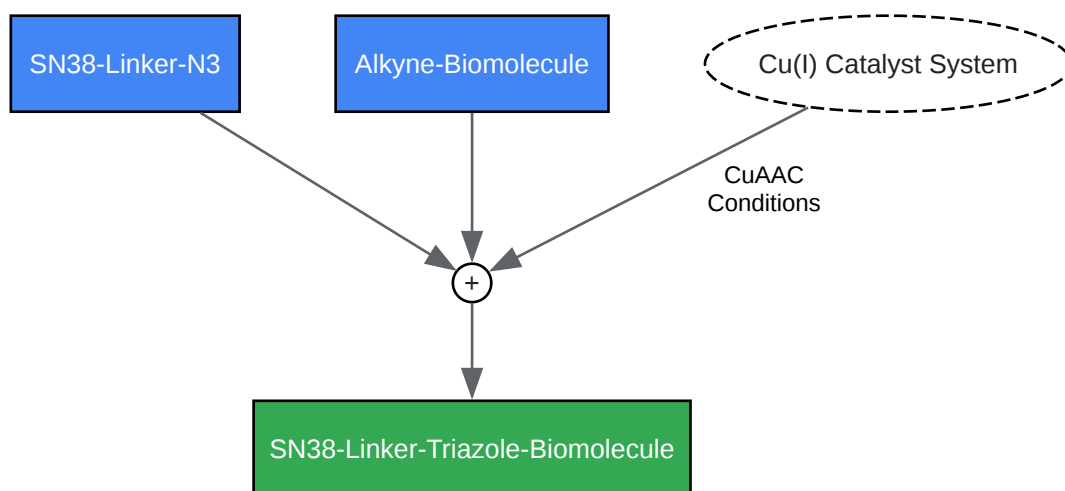 SN38-Linker-N3
Alkyne-Biomolecule
Cu(I) Catalyst System
CuAAC
Conditions
+
SN38-Linker-Triazole-Biomolecule